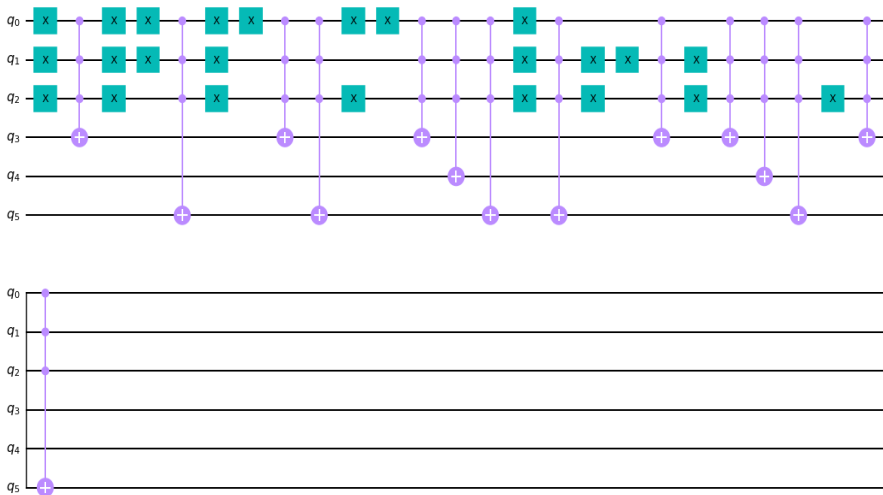 q0 X X X X X X X X
q1 X X X X X X X X
q2 X X X X X X X X
q3
q4
q5
q0
q1
q2
q3
q4
q5